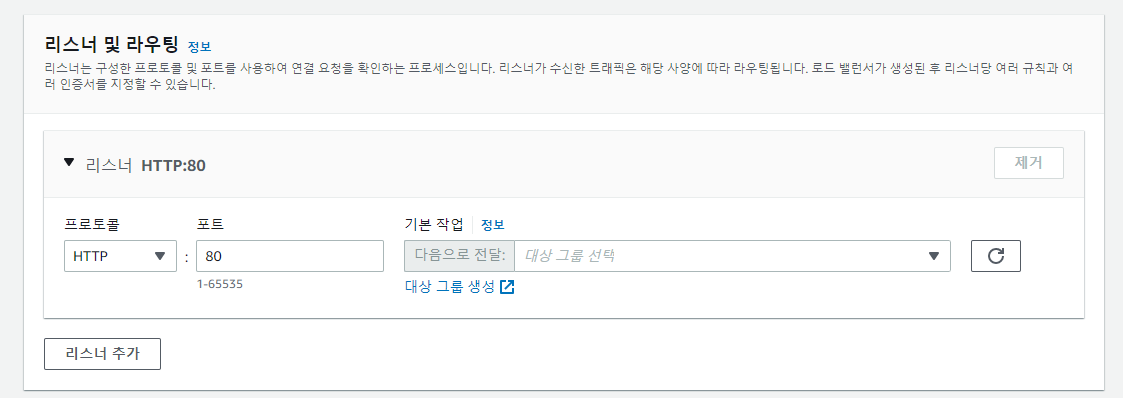 리스너 및 라우팅 정보
리스너는 구성한 프로토콜 및 포트를 사용하여 연결 요청을 확인하는 프로세스입니다. 리스너가 수신한 트래픽은 해당 사양에 따라 라우팅됩니다. 로드 밸런서가 생성된 후 리스너당 여러 규칙과 여
러 인증서를 지정할 수 있습니다.
리스너 HTTP:80
제거
프로토콜 포트 기본 작업 정보
HTTP : 80 다음으로 전달: 대상 그룹 선택
1-65535 대상 그룹 생성
리스너 추가